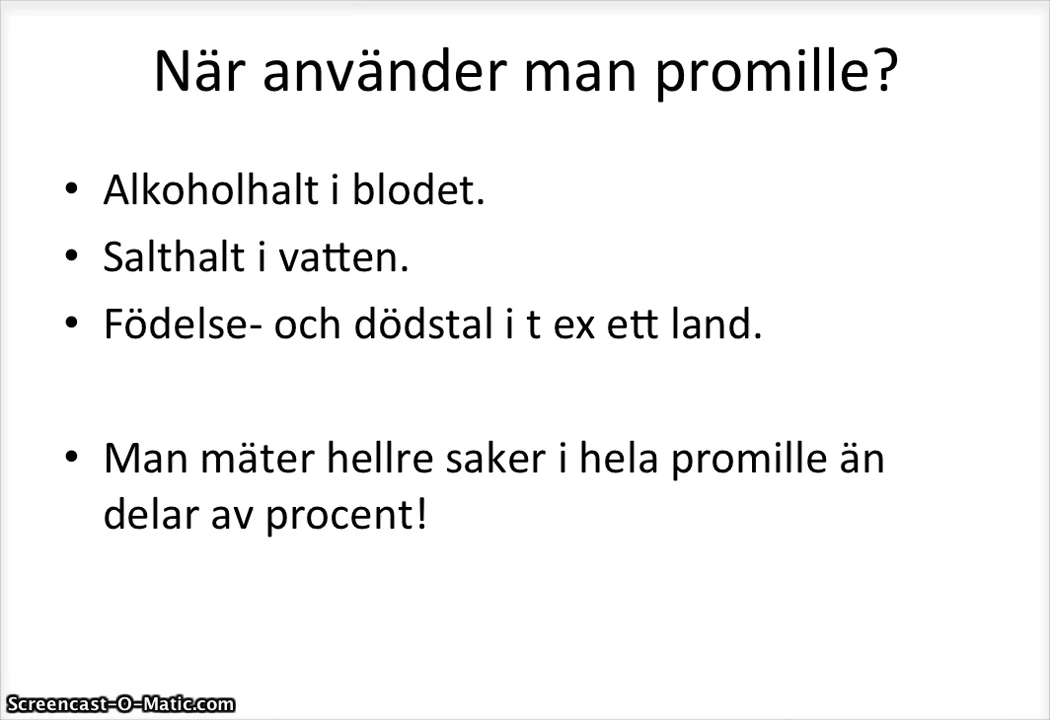 När använder man promille?
• Alkoholhalt i blodet.
• Salthalt i vatten.
• Födelse- och dödstal i t ex ett land.
• Man mäter hellre saker i hela promille än
delar av procent!
Screencast-O-Matic.com